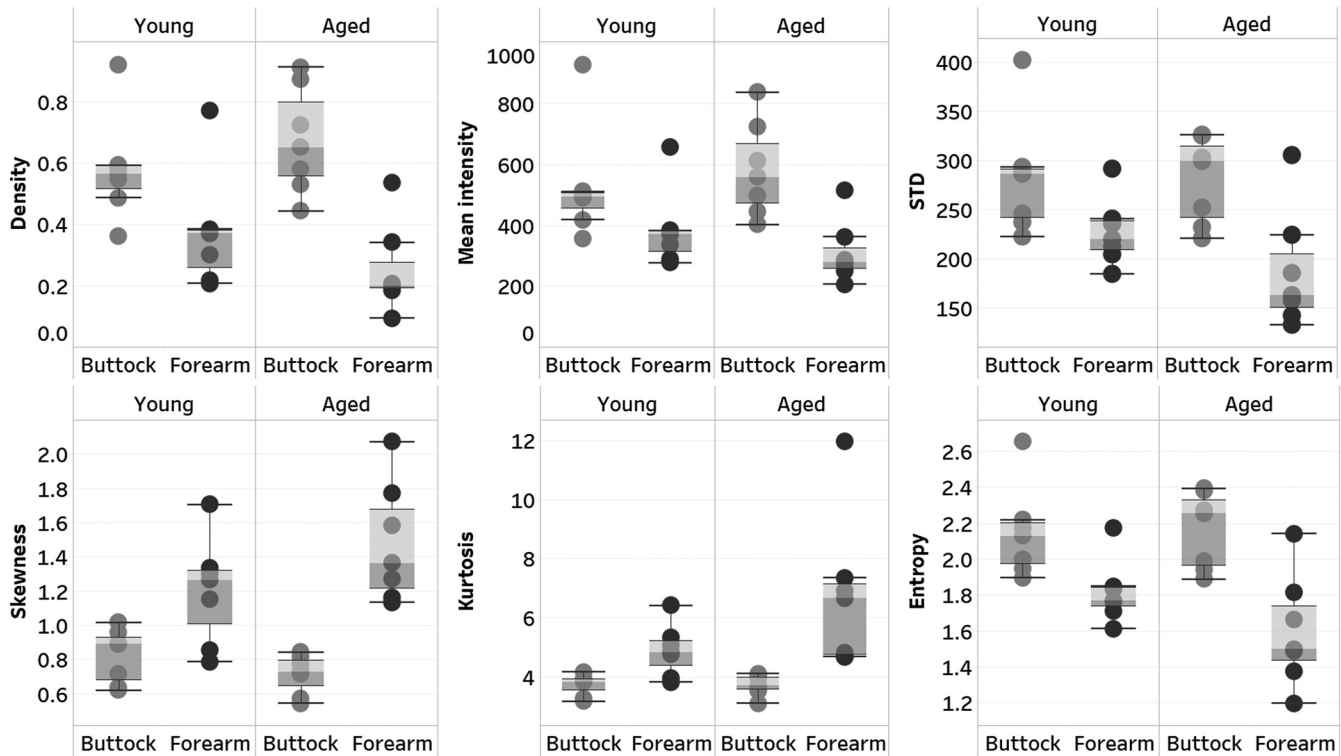 Young Aged
Density
0.8
0.6
0.4
0.2
0.0
Buttock Forearm Buttock Forearm
Young Aged
Mean intensity
1000
800
600
400
200
0
Buttock Forearm Buttock Forearm
Young Aged
STD
400
350
300
250
200
150
Buttock Forearm Buttock Forearm
Young Aged
Skewness
2.0
1.8
1.6
1.4
1.2
1.0
0.8
0.6
Buttock Forearm Buttock Forearm
Young Aged
Kurtosis
12
10
8
6
4
Buttock Forearm Buttock Forearm
Young Aged
Entropy
2.6
2.4
2.2
2.0
1.8
1.6
1.4
1.2
Buttock Forearm Buttock Forearm